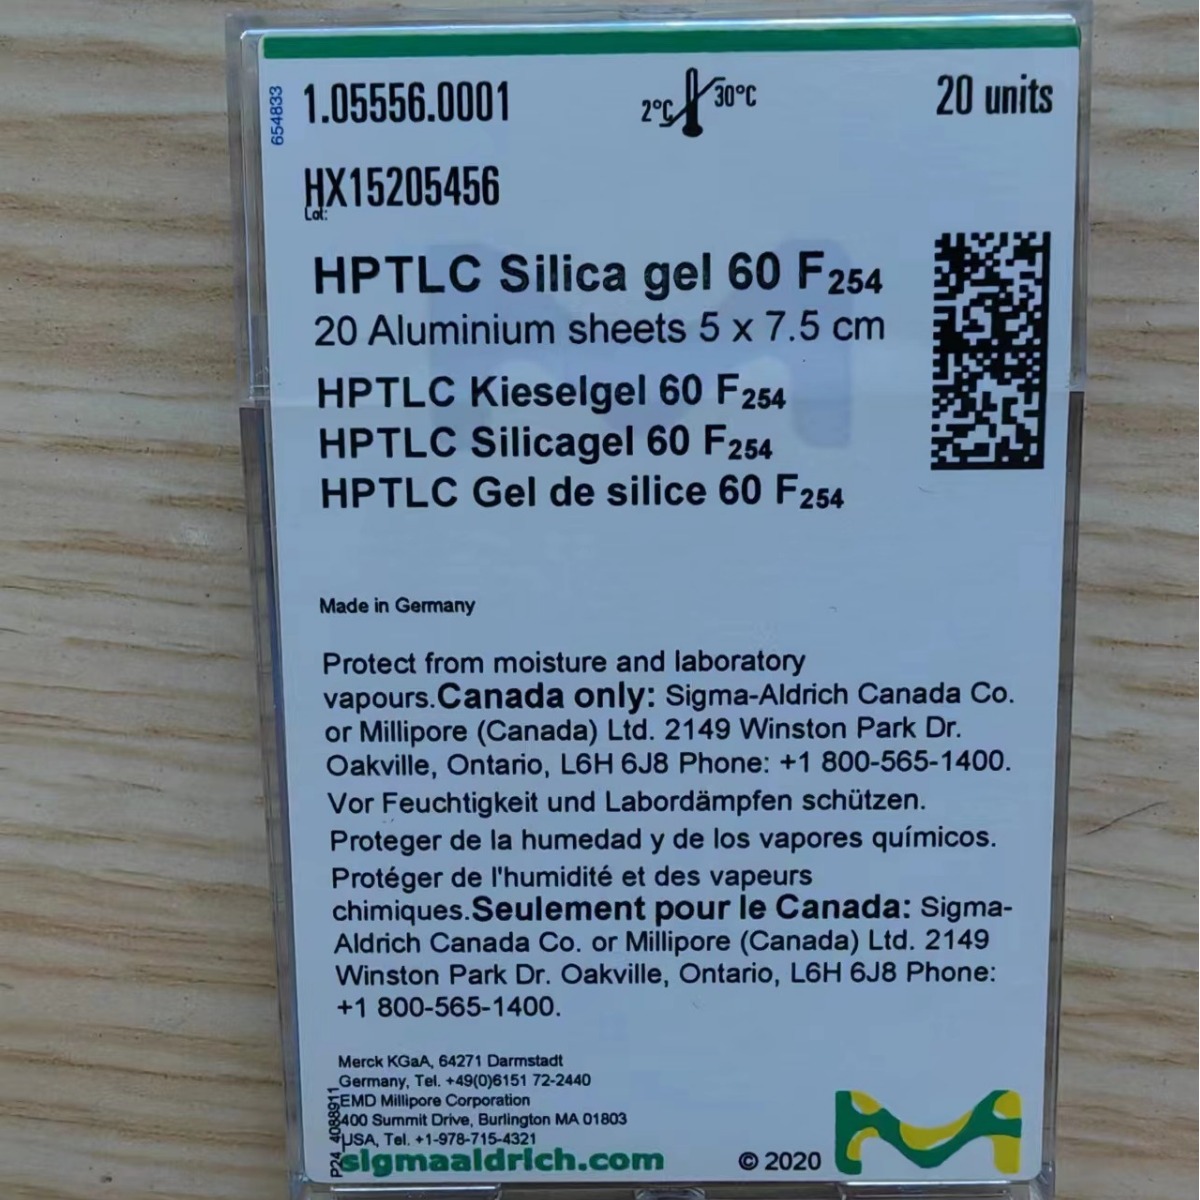 654833
1.05556.0001
2°C 30°C
20 units
HX15205456
Lot:
HPTLC Silica gel 60 F₂₅₄
20 Aluminium sheets 5 x 7.5 cm
HPTLC Kieselgel 60 F₂₅₄
HPTLC Silicagel 60 F₂₅₄
HPTLC Gel de silice 60 F₂₅₄
Made in Germany
Protect from moisture and laboratory
vapours.Canada only: Sigma-Aldrich Canada Co.
or Millipore (Canada) Ltd. 2149 Winston Park Dr.
Oakville, Ontario, L6H 6J8 Phone: +1 800-565-1400.
Vor Feuchtigkeit und Labordämpfen schützen.
Proteger de la humedad y de los vapores químicos.
Protéger de l'humidité et des vapeurs
chimiques.Seulement pour le Canada: Sigma-
Aldrich Canada Co. or Millipore (Canada) Ltd. 2149
Winston Park Dr. Oakville, Ontario, L6H 6J8 Phone:
+1 800-565-1400.
Merck KGaA, 64271 Darmstadt
Germany, Tel. +49(0)6151 72-2440
EMD Millipore Corporation
400 Summit Drive, Burlington MA 01803
USA, Tel. +1-978-715-4321
P24_4088911
sigmaaldrich.com
© 2020